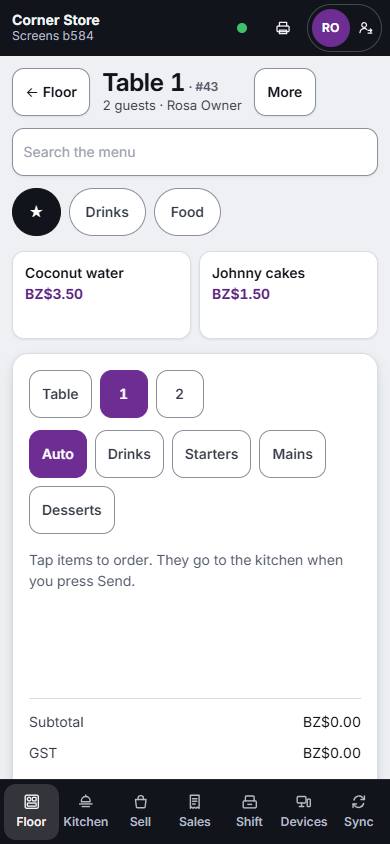 Corner Store
Screens b584
RO
← Floor
Table 1 · #43
2 guests · Rosa Owner
More
Search the menu
★
Drinks
Food
Coconut water
BZ$3.50
Johnny cakes
BZ$1.50
Table
1
2
Auto
Drinks
Starters
Mains
Desserts
Tap items to order. They go to the kitchen when
you press Send.
Subtotal
BZ$0.00
GST
BZ$0.00
Floor
Kitchen
Sell
Sales
Shift
Devices
Sync